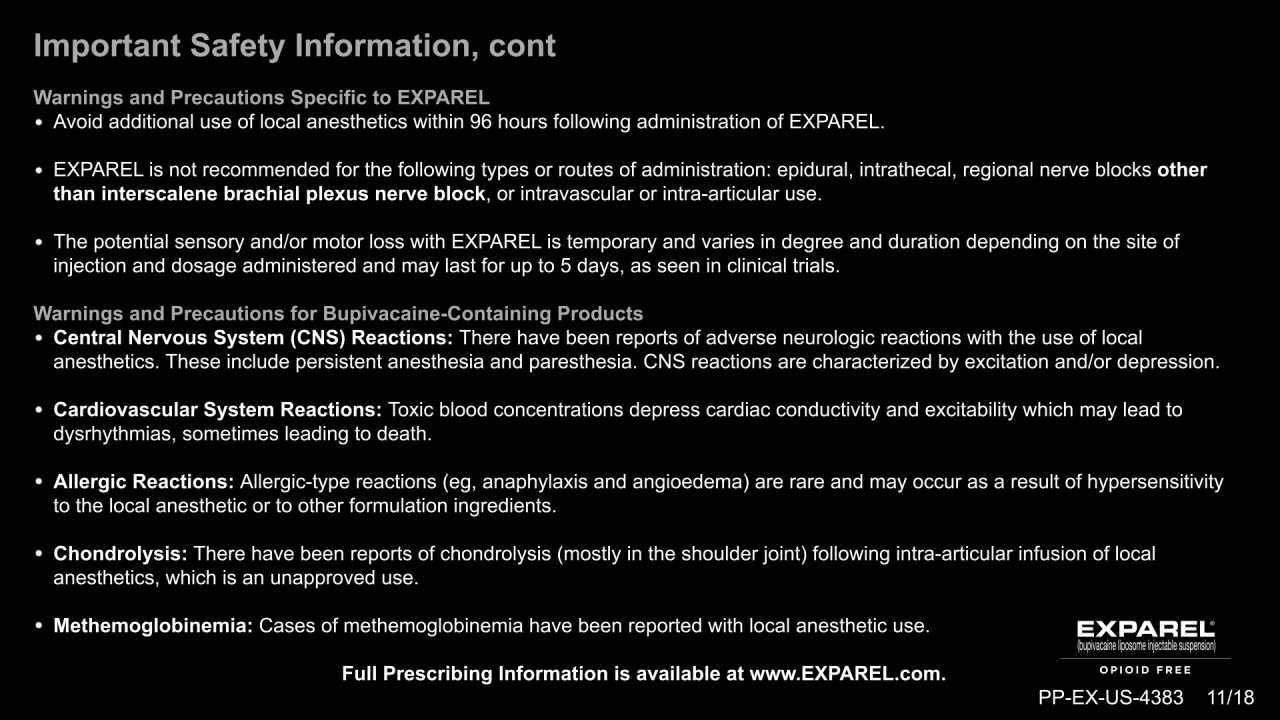 Important Safety Information, cont
Warnings and Precautions Specific to EXPAREL
• Avoid additional use of local anesthetics within 96 hours following administration of EXPAREL.
• EXPAREL is not recommended for the following types or routes of administration: epidural, intrathecal, regional nerve blocks other
than interscalene brachial plexus nerve block, or intravascular or intra-articular use.
• The potential sensory and/or motor loss with EXPAREL is temporary and varies in degree and duration depending on the site of
injection and dosage administered and may last for up to 5 days, as seen in clinical trials.
Warnings and Precautions for Bupivacaine-Containing Products
• Central Nervous System (CNS) Reactions: There have been reports of adverse neurologic reactions with the use of local
anesthetics. These include persistent anesthesia and paresthesia. CNS reactions are characterized by excitation and/or depression.
• Cardiovascular System Reactions: Toxic blood concentrations depress cardiac conductivity and excitability which may lead to
dysrhythmias, sometimes leading to death.
• Allergic Reactions: Allergic-type reactions (eg, anaphylaxis and angioedema) are rare and may occur as a result of hypersensitivity
to the local anesthetic or to other formulation ingredients.
• Chondrolysis: There have been reports of chondrolysis (mostly in the shoulder joint) following intra-articular infusion of local
anesthetics, which is an unapproved use.
• Methemoglobinemia: Cases of methemoglobinemia have been reported with local anesthetic use.
Full Prescribing Information is available at www.EXPAREL.com.
EXPAREL®
(bupivacaine liposome injectable suspension)
OPIOID FREE
PP-EX-US-4383 11/18